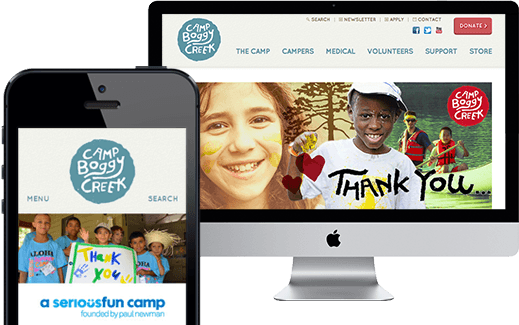 SEARCH NEWSLETTER APPLY CONTACT
DONATE >
CAMP
BOGGY
CREEK
THE CAMP CAMPERS MEDICAL VOLUNTEERS SUPPORT STORE
CAMP
BOGGY
CREEK
THANK YOU...
CAMP
BOGGY
CREEK
MENU SEARCH
ALOHA
THANK
YOU
a seriousfun camp
founded by paul newman